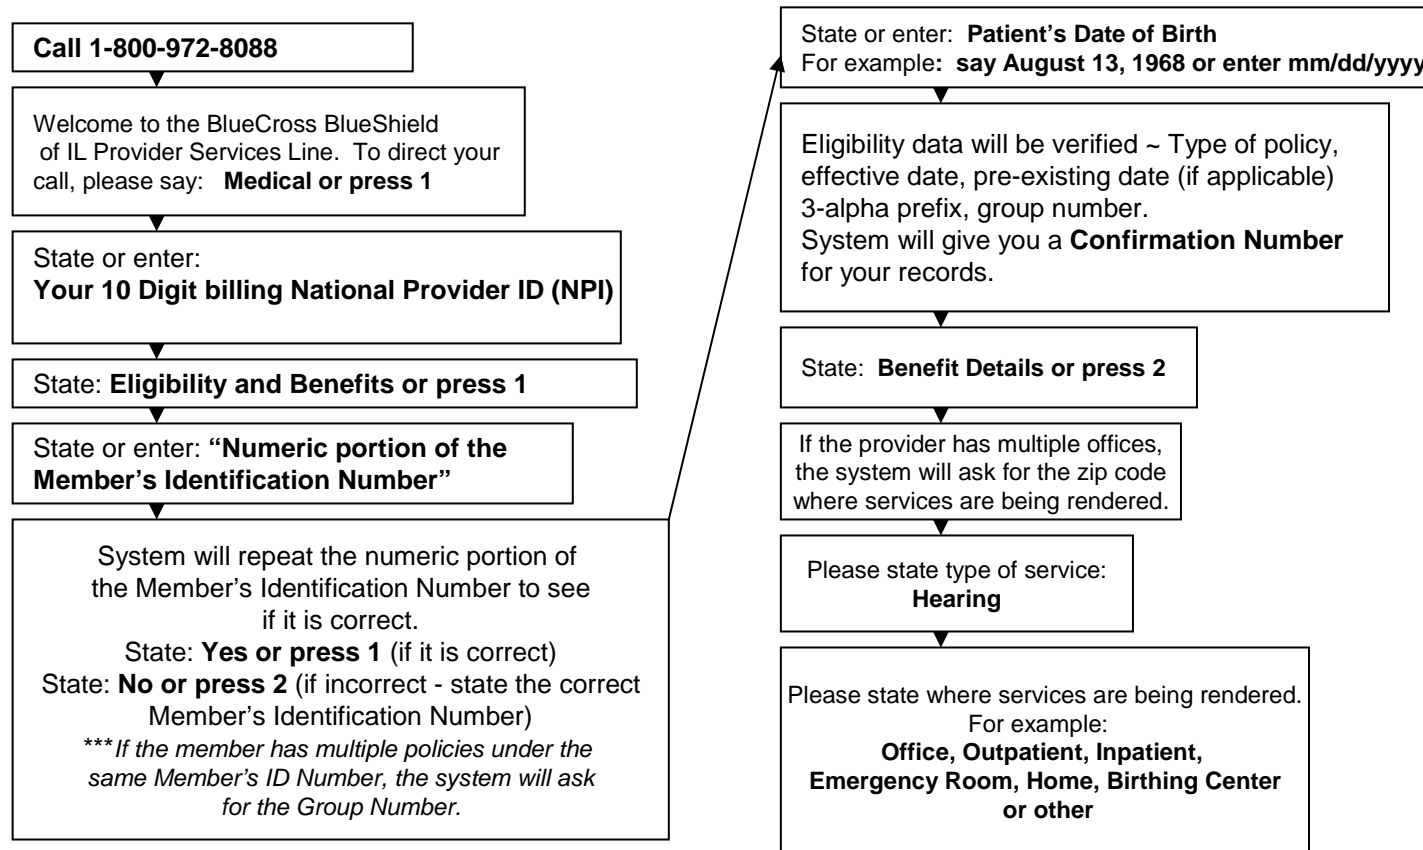 Call 1-800-972-8088
Welcome to the BlueCross BlueShield
of IL Provider Services Line. To direct your
call, please say: Medical or press 1
State or enter:
Your 10 Digit billing National Provider ID (NPI)
State: Eligibility and Benefits or press 1
State or enter: “Numeric portion of the
Member’s Identification Number”
System will repeat the numeric portion of
the Member’s Identification Number to see
if it is correct.
State: Yes or press 1 (if it is correct)
State: No or press 2 (if incorrect - state the correct
Member’s Identification Number)
***If the member has multiple policies under the
same Member’s ID Number, the system will ask
for the Group Number.
State or enter: Patient’s Date of Birth
For example: say August 13, 1968 or enter mm/dd/yyyy
Eligibility data will be verified ~ Type of policy,
effective date, pre-existing date (if applicable)
3-alpha prefix, group number.
System will give you a Confirmation Number
for your records.
State: Benefit Details or press 2
If the provider has multiple offices,
the system will ask for the zip code
where services are being rendered.
Please state type of service:
Hearing
Please state where services are being rendered.
For example:
Office, Outpatient, Inpatient,
Emergency Room, Home, Birthing Center
or other